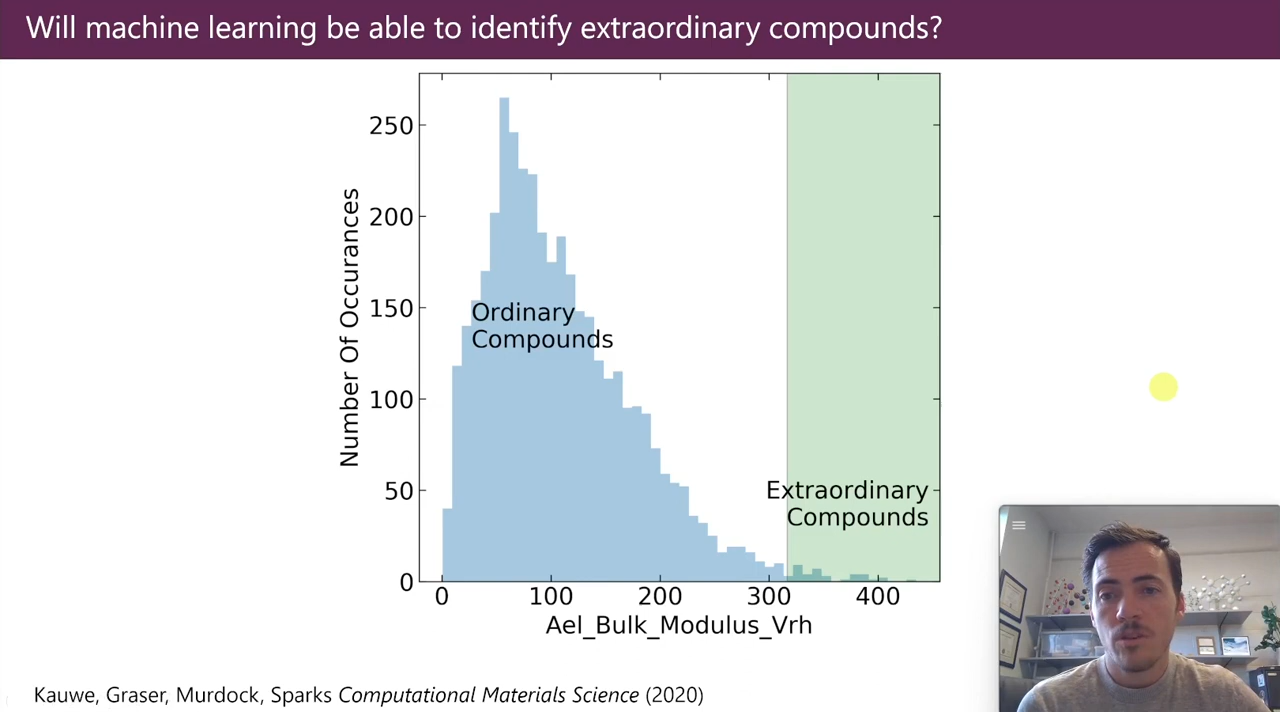 Will machine learning be able to identify extraordinary compounds?
250
200
150
100
50
0
Number Of Occurances
Ordinary
Compounds
Extraordinary
Compounds
0 100 200 300 400
Ael_Bulk_Modulus_Vrh
Kauwe, Graser, Murdock, Sparks Computational Materials Science (2020)